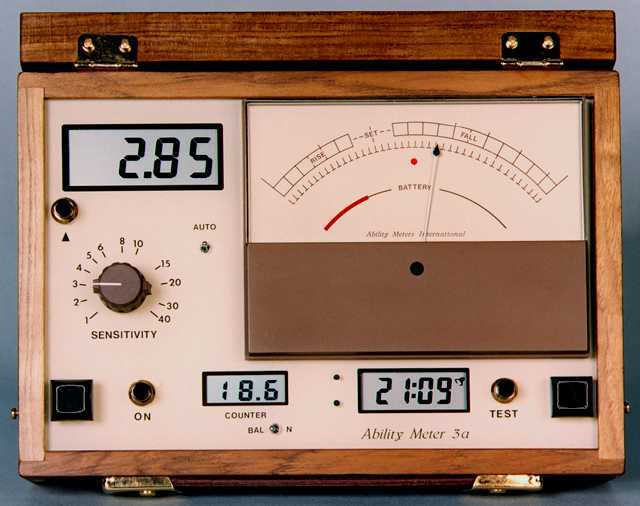 2.85
RISE
SET
FALL
BATTERY
Ability Meters International
AUTO
1 2 3 4 5 6 8 10 15 20 30 40
SENSITIVITY
ON
18.6
COUNTER
BAL N
21:09
TEST
Ability Meter 3a